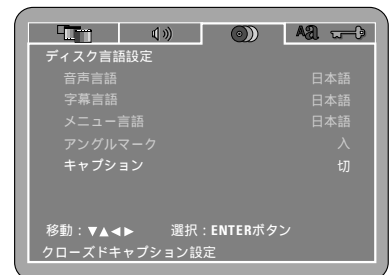 Aa
ディスク言語設定
音声言語 日本語
字幕言語 日本語
メニュー言語 日本語
アングルマーク 入
キャプション 切
移動：▼▲◀▶ 選択：ENTERボタン
クローズドキャプション設定